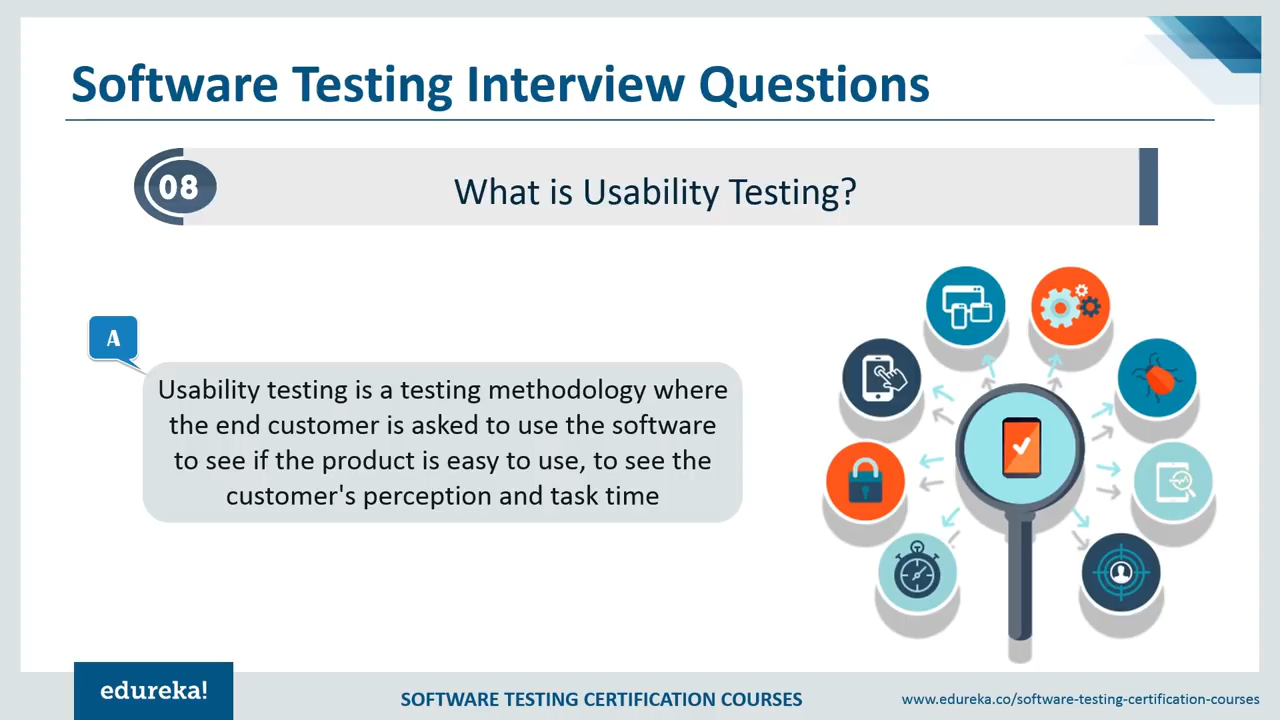 Software Testing Interview Questions
08
What is Usability Testing?
A
Usability testing is a testing methodology where
the end customer is asked to use the software
to see if the product is easy to use, to see the
customer's perception and task time
edureka!
SOFTWARE TESTING CERTIFICATION COURSES
www.edureka.co/software-testing-certification-courses